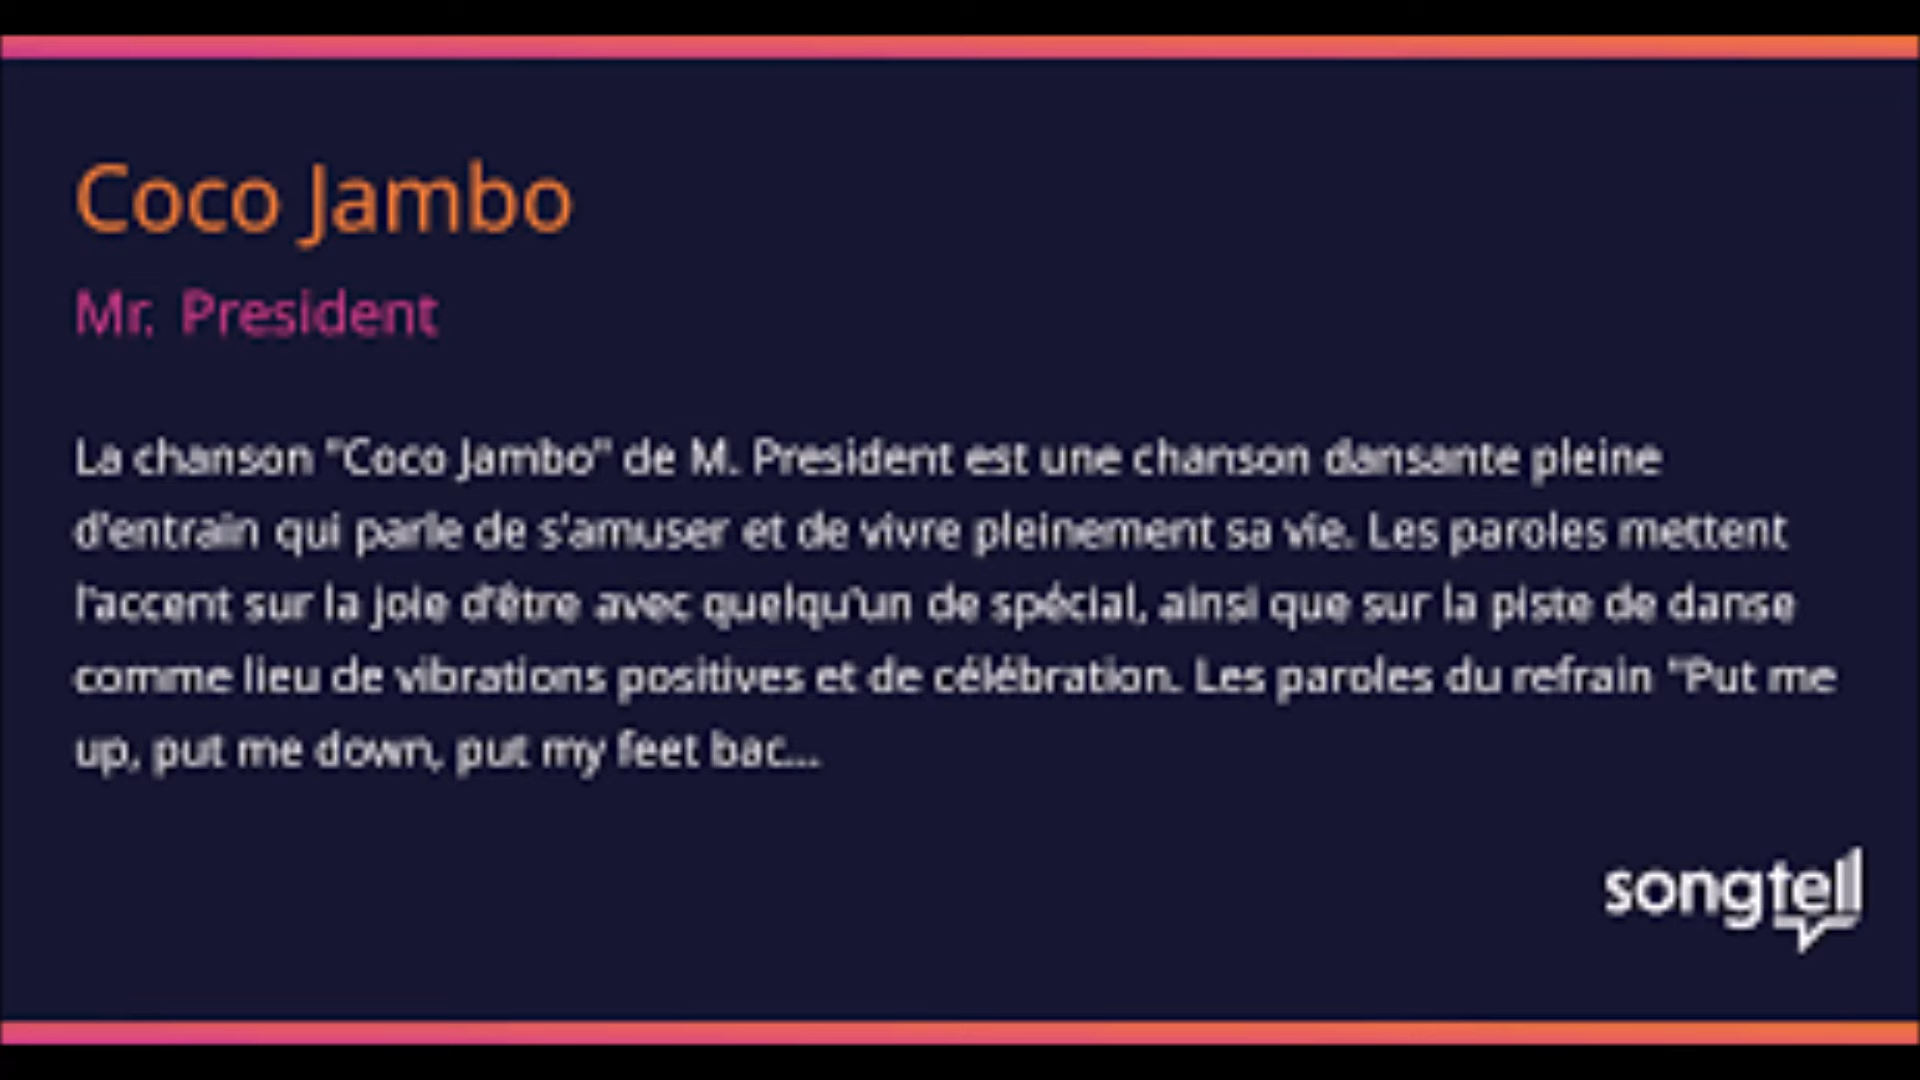 Coco Jambo
Mr. President
La chanson "Coco Jambo" de M. President est une chanson dansante pleine
d'entrain qui parle de s'amuser et de vivre pleinement sa vie. Les paroles mettent
l'accent sur la joie d'être avec quelqu'un de spécial, ainsi que sur la piste de danse
comme lieu de vibrations positives et de célébration. Les paroles du refrain "Put me
up, put me down, put my feet bac...
songtell